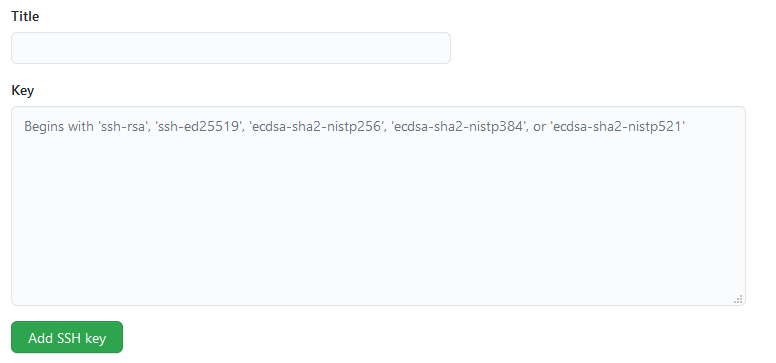 Title
Key
Begins with 'ssh-rsa', 'ssh-ed25519', 'ecdsa-sha2-nistp256', 'ecdsa-sha2-nistp384', or 'ecdsa-sha2-nistp521'
Add SSH key